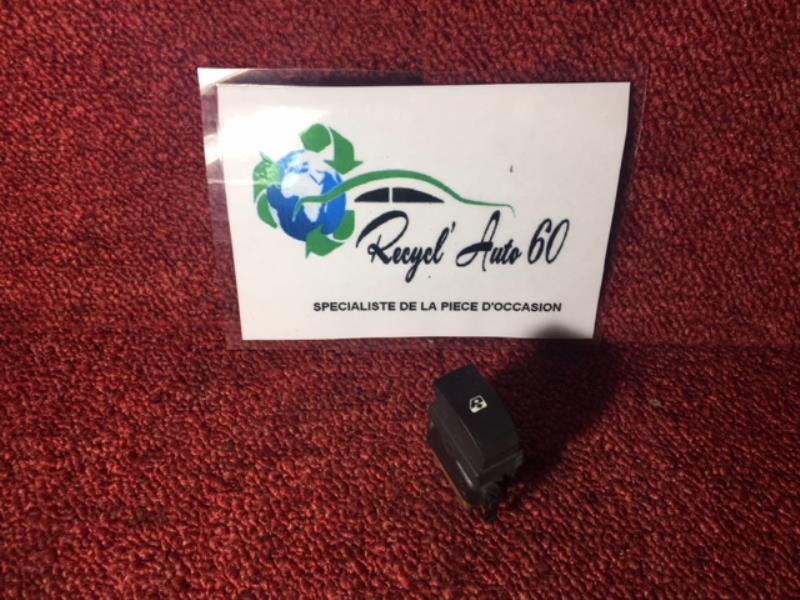 Recycl' Auto 60
SPECIALISTE DE LA PIECE D'OCCASION